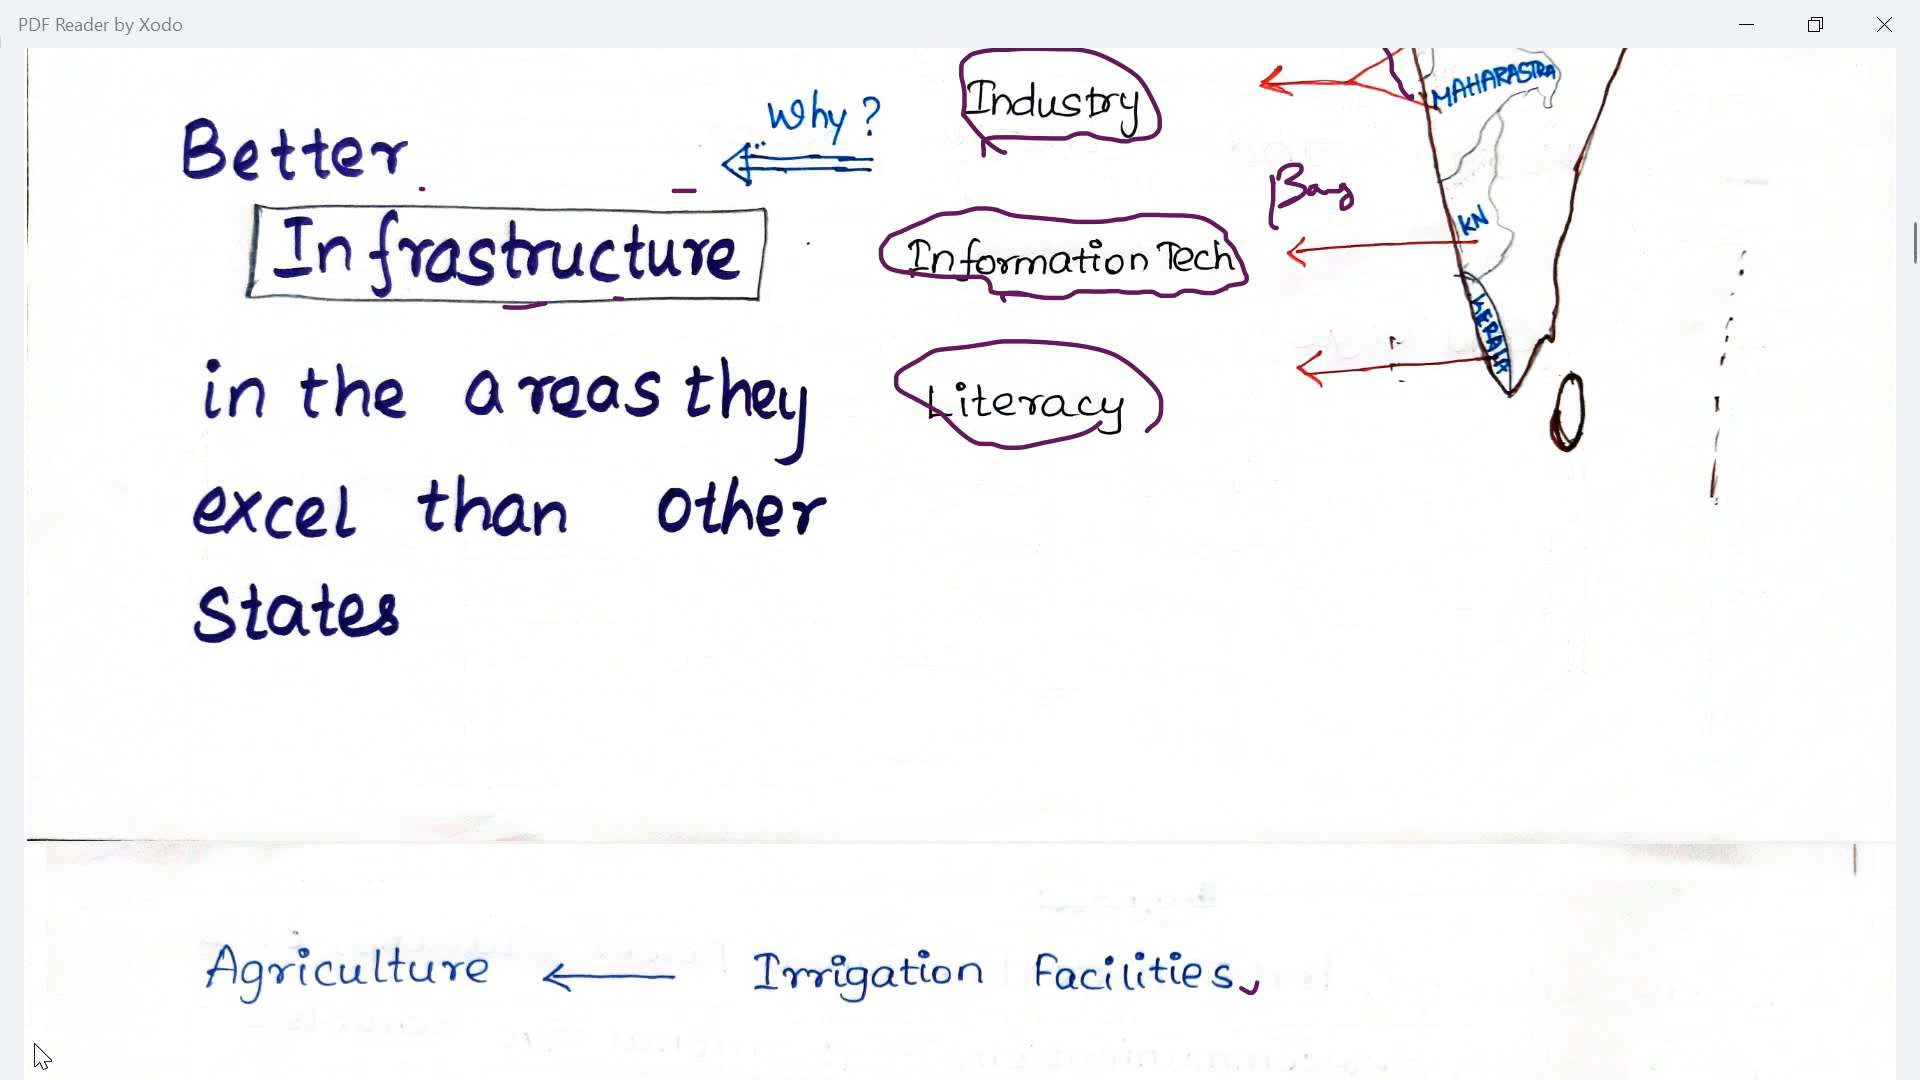 PDF Reader by Xodo
Better
Infrastructure
in the areas they
excel than other
States
Why?
Industry
Information Tech
Literacy
MAHARASTRA
Bang
KN
KERALA
Agriculture
Irrigation Facilities